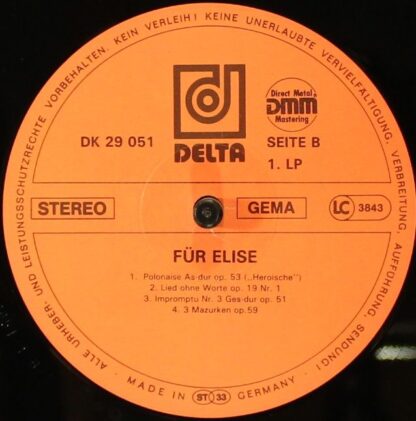 ALLE URHEBER- UND LEISTUNGSSCHUTZRECHTE VORBEHALTEN. KEIN VERLEIH! KEINE UNERLAUBTE VERVIELFÄLTIGUNG, VERBREITUNG, AUFFÜHRUNG, SENDUNG!
Direct Metal
DMM
Mastering
DK 29 051
DELTA
SEITE B
1. LP
STEREO
GEMA
LC 3843
FÜR ELISE
1. Polonaise As-dur op. 53 („Heroische")
2. Lied ohne Worte op. 19 Nr. 1
3. Impromptu Nr. 3 Ges-dur op. 51
4. 3 Mazurken op. 59
MADE IN ST 33 GERMANY